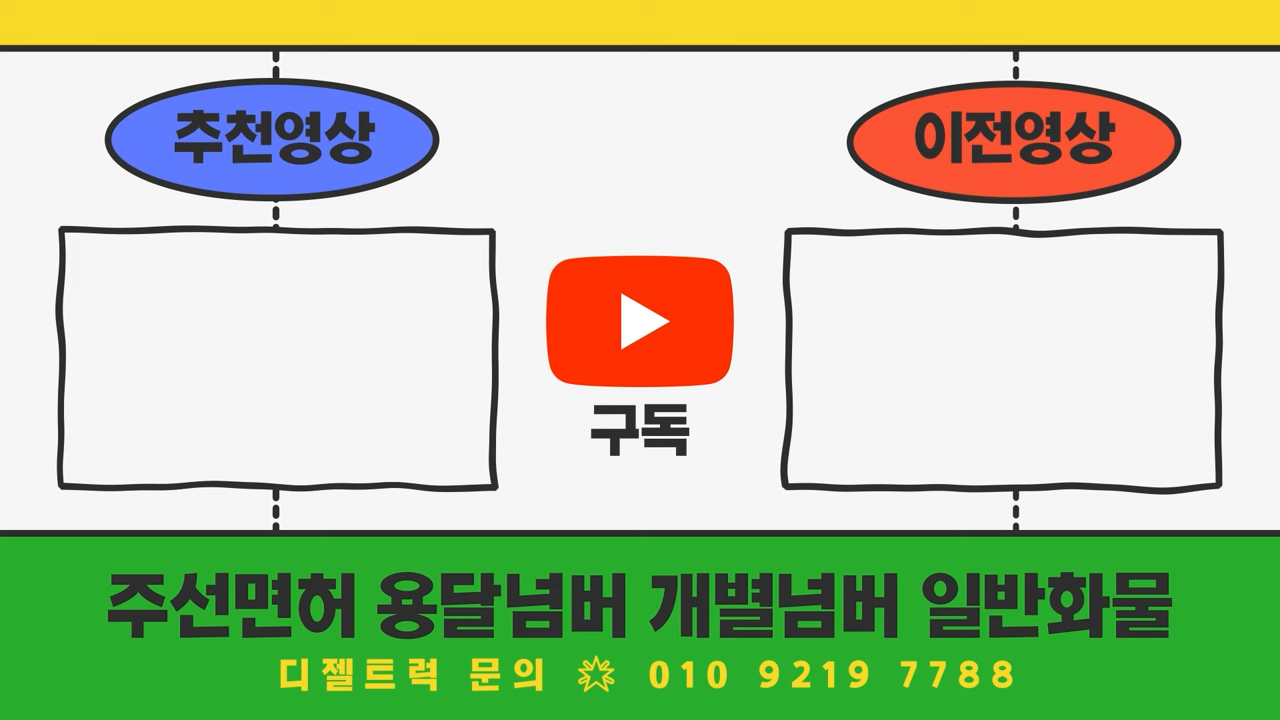 추천영상
이전영상
구독
주선면허 용달넘버 개별넘버 일반화물
디젤트럭 문의 010 9219 7788